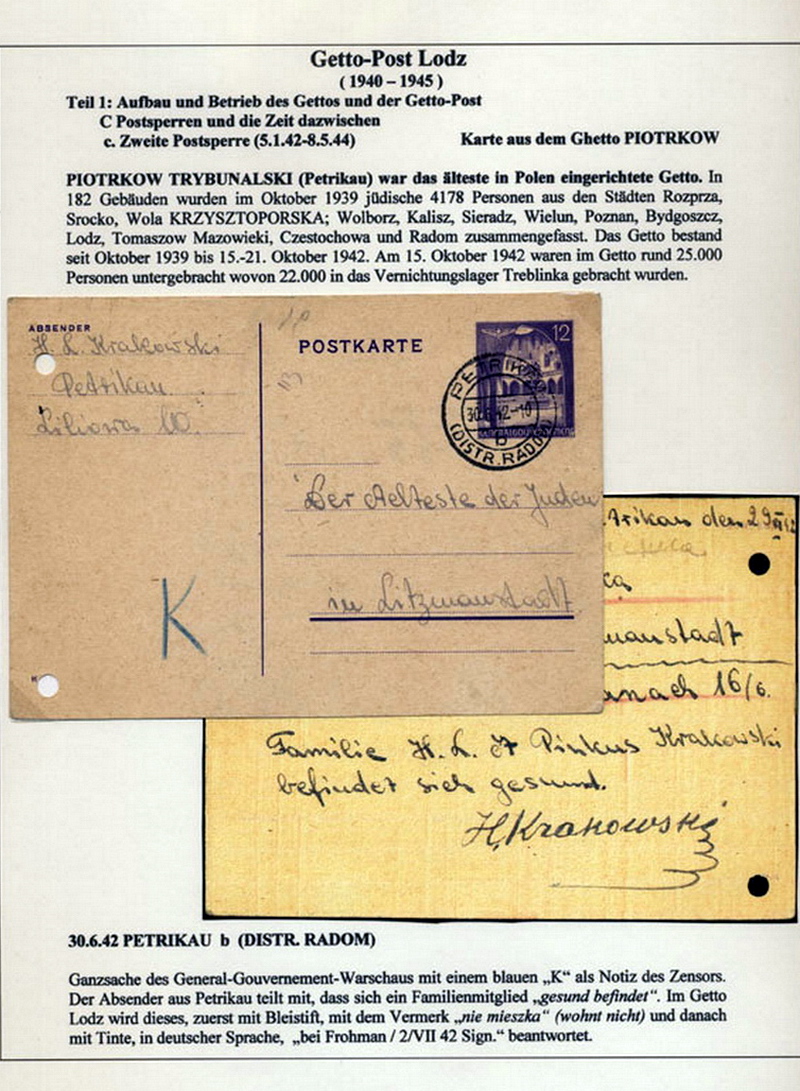 Getto-Post Lodz
( 1940 – 1945 )
Teil 1: Aufbau und Betrieb des Gettos und der Getto-Post
C Postsperren und die Zeit dazwischen
c. Zweite Postsperre (5.1.42-8.5.44) Karte aus dem Ghetto PIOTRKOW
PIOTRKOW TRYBUNALSKI (Petrikau) war das älteste in Polen eingerichtete Getto. In
182 Gebäuden wurden im Oktober 1939 jüdische 4178 Personen aus den Städten Rozprza,
Srocko, Wola KRZYSZTOPORSKA; Wolborz, Kalisz, Sieradz, Wielun, Poznan, Bydgoszcz,
Lodz, Tomaszow Mazowieki, Czestochowa und Radom zusammengefasst. Das Getto bestand
seit Oktober 1939 bis 15.-21. Oktober 1942. Am 15. Oktober 1942 waren im Getto rund 25.000
Personen untergebracht wovon 22.000 in das Vernichtungslager Treblinka gebracht wurden.
ABSENDER
H. L. Krakowski
Petrikau
Liliowa
POSTKARTE
12
PETRIKAU
30.6.42-10
b
(DISTR. RADOM)
GENERALGOUVERNEMENT
Der Aelteste der Juden
in Litzmanstadt
K
den 29
manstadt
16/6.
Familie H. L. Pinkus Krakowski
befindet sich gesund.
H. Krakowski
30.6.42 PETRIKAU b (DISTR. RADOM)
Ganzsache des General-Gouvernement-Warschaus mit einem blauen „K“ als Notiz des Zensors.
Der Absender aus Petrikau teilt mit, dass sich ein Familienmitglied „gesund befindet“. Im Getto
Lodz wird dieses, zuerst mit Bleistift, mit dem Vermerk „nie mieszka“ (wohnt nicht) und danach
mit Tinte, in deutscher Sprache, „bei Frohman / 2/VII 42 Sign.“ beantwortet.